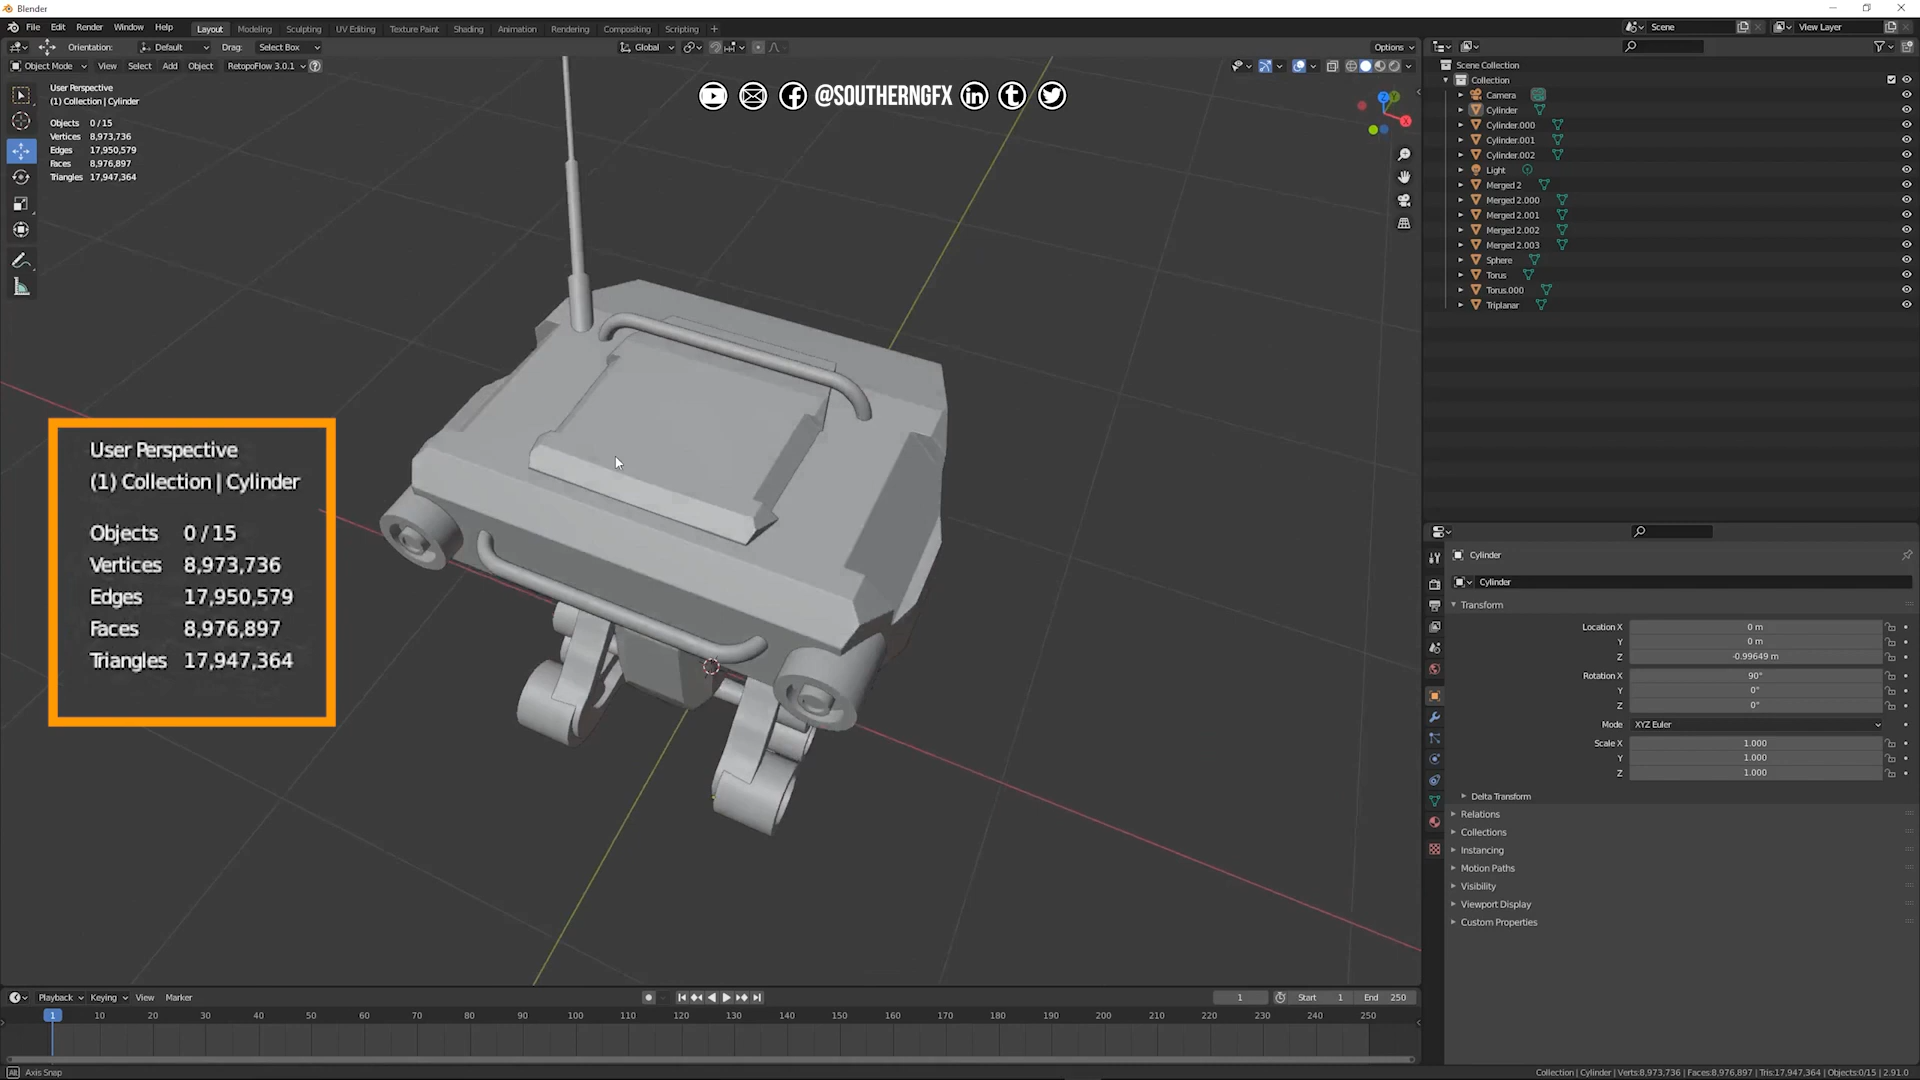 Blender
File Edit Render Window Help Layout Modeling Sculpting UV Editing Texture Paint Shading Animation Rendering Compositing Scripting + Scene View Layer
Orientation: Default Drag: Select Box Global Options
Object Mode View Select Add Object RetopoFlow 3.0.1
User Perspective
(1) Collection | Cylinder
Objects 0/15
Vertices 8,973,736
Edges 17,950,579
Faces 8,976,897
Triangles 17,947,364
@SOUTHERNGFX
X
Y
Z
User Perspective
(1) Collection | Cylinder
Objects 0 / 15
Vertices 8,973,736
Edges 17,950,579
Faces 8,976,897
Triangles 17,947,364
Scene Collection
Collection
Camera
Cylinder
Cylinder.000
Cylinder.001
Cylinder.002
Light
Merged 2
Merged 2.000
Merged 2.001
Merged 2.002
Merged 2.003
Sphere
Torus
Torus.000
Triplanar
Cylinder
Cylinder
Transform
Location X 0 m
Y 0 m
Z -0.99649 m
Rotation X 90°
Y 0°
Z 0°
Mode XYZ Euler
Scale X 1.000
Y 1.000
Z 1.000
Delta Transform
Relations
Collections
Instancing
Motion Paths
Visibility
Viewport Display
Custom Properties
Playback Keying View Marker 1 Start 1 End 250
1 10 20 30 40 50 60 70 80 90 100 110 120 130 140 150 160 170 180 190 200 210 220 230 240 250
Alt Axis Snap
Collection | Cylinder | Verts:8,973,736 | Faces:8,976,897 | Tris:17,947,364 | Objects:0/15 | 2.91.0